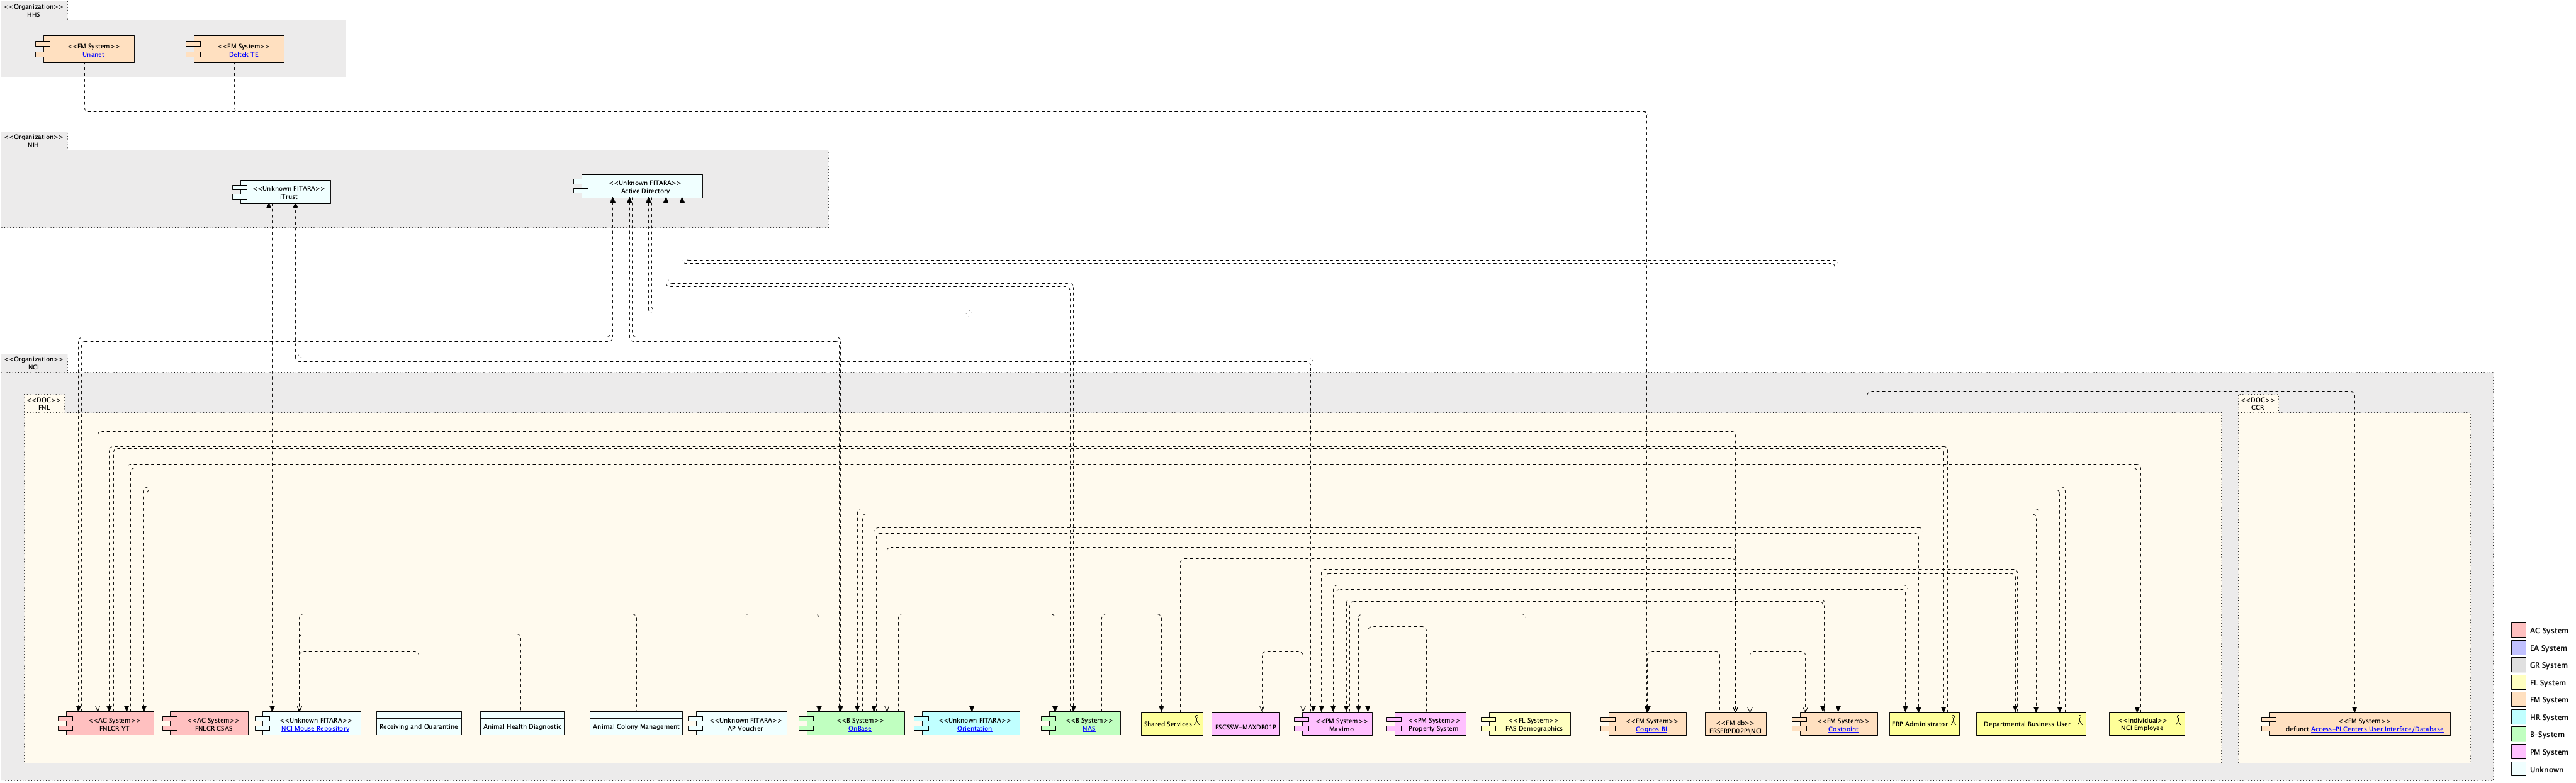 <<Organization>>
HHS
<<FM System>>
Unanet
<<FM System>>
Deltek TE
<<Organization>>
NIH
<<Unknown FITARA>>
iTrust
<<Unknown FITARA>>
Active Directory
<<Organization>>
NCI
<<DOC>>
FNL
<<DOC>>
CCR
<<AC System>>
FNLCR YT
<<AC System>>
FNLCR CSAS
<<Unknown FITARA>>
NCI Mouse Repository
Receiving and Quarantine
Animal Health Diagnostic
Animal Colony Management
<<Unknown FITARA>>
AP Voucher
<<B System>>
OnBase
<<Unknown FITARA>>
Orientation
<<B System>>
NAS
Shared Services
FSCSSW-MAXDB01P
<<PM System>>
Maximo
<<PM System>>
Property System
<<FL System>>
FAS Demographics
<<FM System>>
Cognos BI
<<FM db>>
FRSERPD02P\NCI
<<FM System>>
Costpoint
ERP Administrator
Departmental Business User
<<Individual>>
NCI Employee
<<FM System>>
defunct Access-PI Centers User Interface/Database
AC System
EA System
GR System
FL System
FM System
HR System
B-System
PM System
Unknown